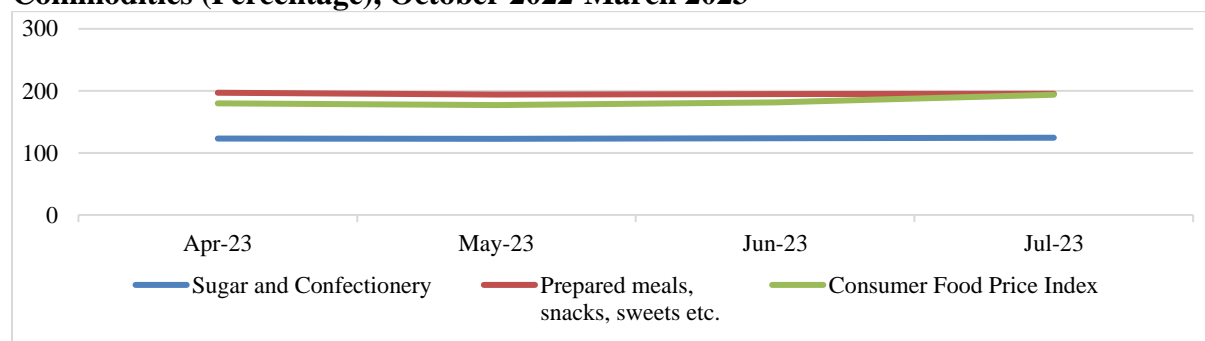 Commodities (Percentage), October 2022-March 2023
300
200
100
0
Apr-23 May-23 Jun-23 Jul-23
Sugar and Confectionery Prepared meals, Consumer Food Price Index
snacks, sweets etc.